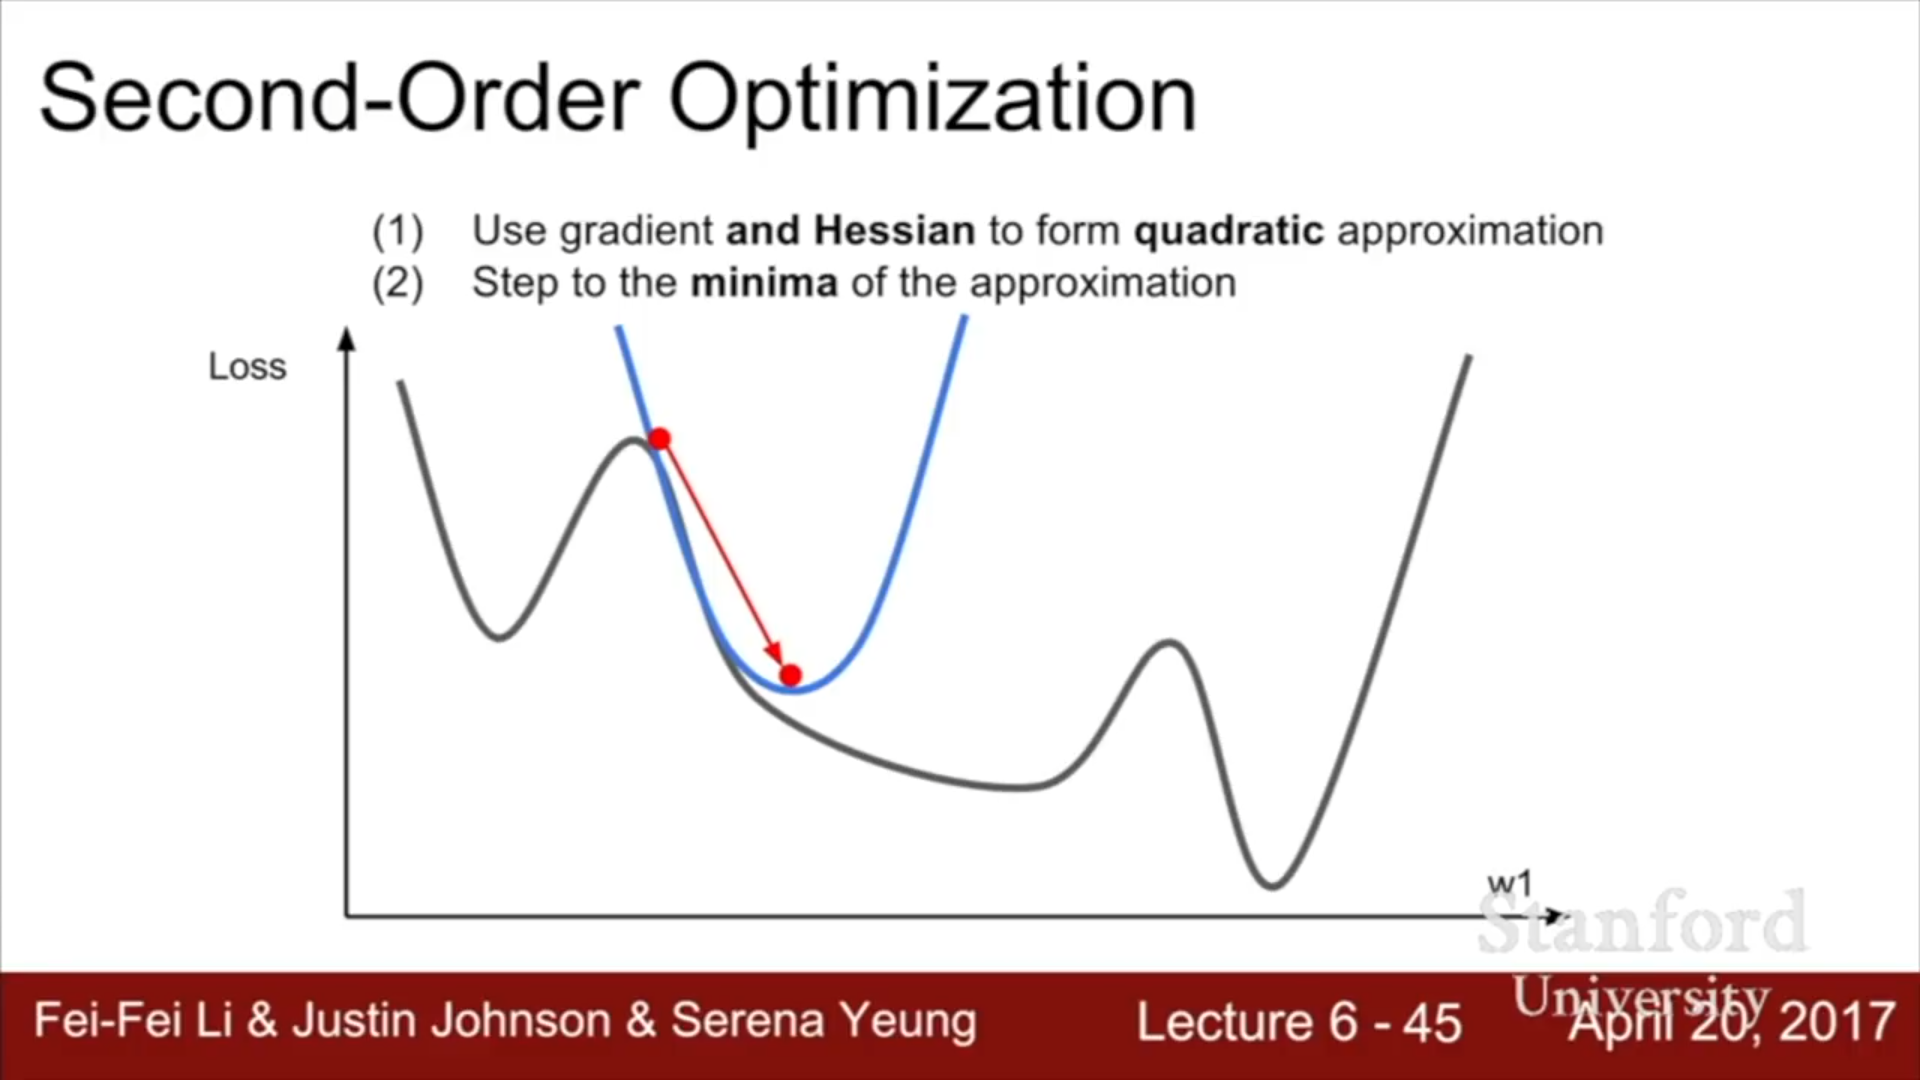 Second-Order Optimization
(1) Use gradient and Hessian to form quadratic approximation
(2) Step to the minima of the approximation
Loss
w1
Stanford
University
Fei-Fei Li & Justin Johnson & Serena Yeung
Lecture 6 - 45
April 20, 2017